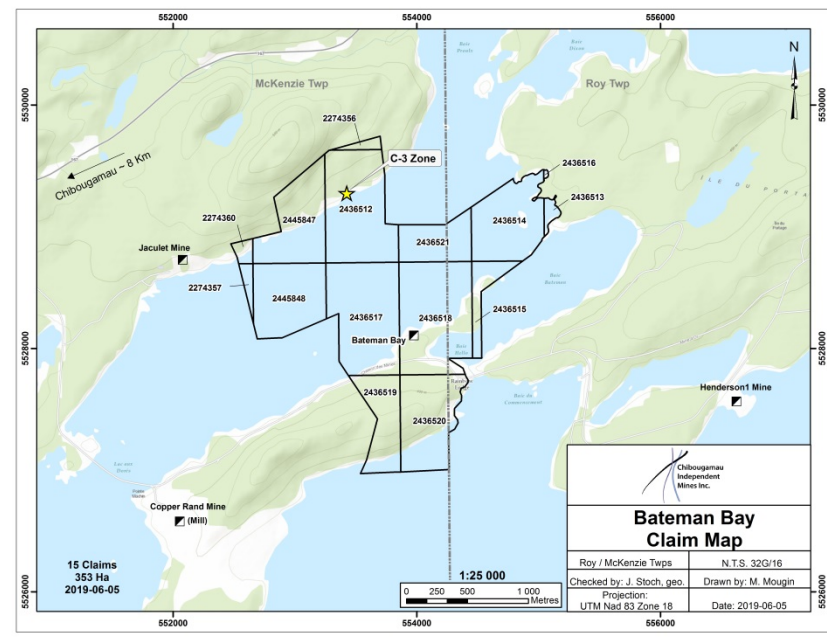 552000
554000
556000
5530000
5530000
McKenzie Twp
Roy Twp
N
2274356
C-3 Zone
Chibougamau ~ 8 Km
2436516
2436513
2436512
2445847
2436514
2274360
2436521
Jaculet Mine
2274357
2445848
2436517
2436518
2436515
Bateman Bay
5528000
5528000
Henderson1 Mine
2436519
2436520
Copper Rand Mine
(Mill)
Chibougamau
Independent
Mines Inc.
Bateman Bay
Claim Map
Roy / McKenzie Twps
N.T.S. 32G/16
Checked by: J. Stoch, geo.
Drawn by: M. Mougin
Projection:
UTM Nad 83 Zone 18
Date: 2019-06-05
15 Claims
353 Ha
2019-06-05
1:25 000
0 250 500 1 000
Metres
5526000
5526000
552000
554000
556000